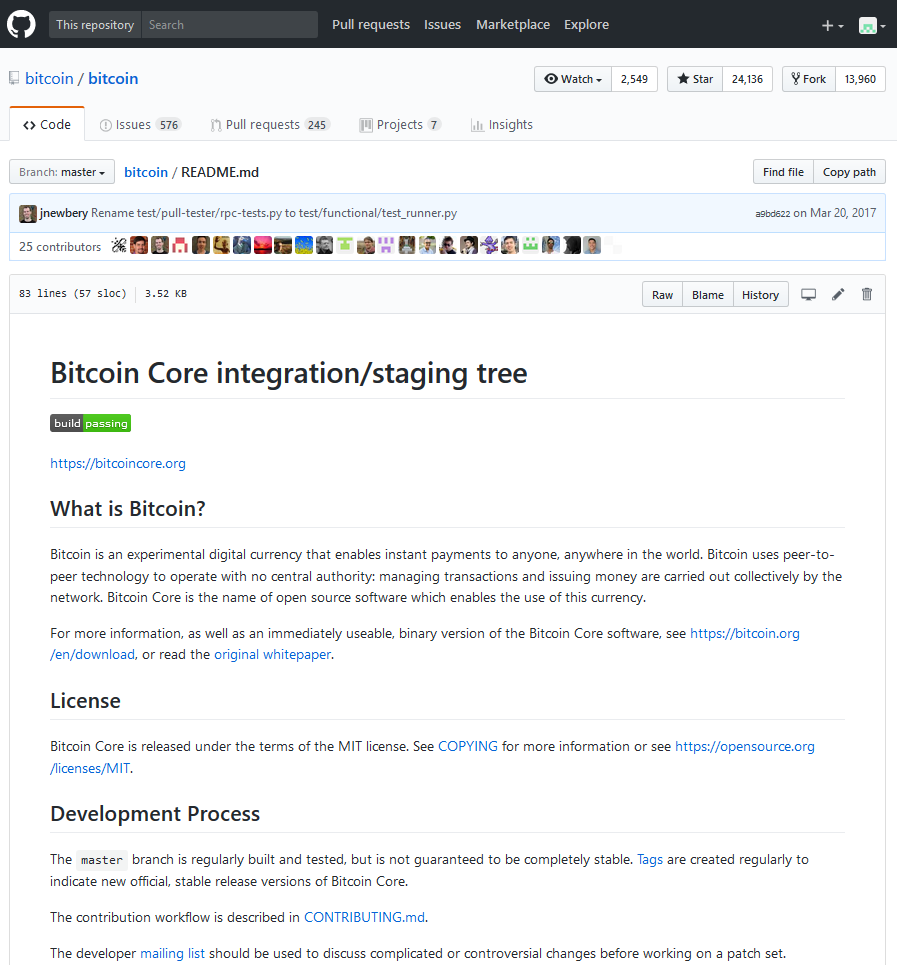 This repository Search Pull requests Issues Marketplace Explore
bitcoin / bitcoin Watch 2,549 Star 24,136 Fork 13,960
Code Issues 576 Pull requests 245 Projects 7 Insights
Branch: master bitcoin / README.md Find file Copy path
jnewbery Rename test/pull-tester/rpc-tests.py to test/functional/test_runner.py a9bd622 on Mar 20, 2017
25 contributors
83 lines (57 sloc) 3.52 KB Raw Blame History
Bitcoin Core integration/staging tree
build passing
https://bitcoincore.org
What is Bitcoin?
Bitcoin is an experimental digital currency that enables instant payments to anyone, anywhere in the world. Bitcoin uses peer-to-
peer technology to operate with no central authority: managing transactions and issuing money are carried out collectively by the
network. Bitcoin Core is the name of open source software which enables the use of this currency.
For more information, as well as an immediately useable, binary version of the Bitcoin Core software, see https://bitcoin.org
/en/download, or read the original whitepaper.
License
Bitcoin Core is released under the terms of the MIT license. See COPYING for more information or see https://opensource.org
/licenses/MIT.
Development Process
The master branch is regularly built and tested, but is not guaranteed to be completely stable. Tags are created regularly to
indicate new official, stable release versions of Bitcoin Core.
The contribution workflow is described in CONTRIBUTING.md.
The developer mailing list should be used to discuss complicated or controversial changes before working on a patch set.